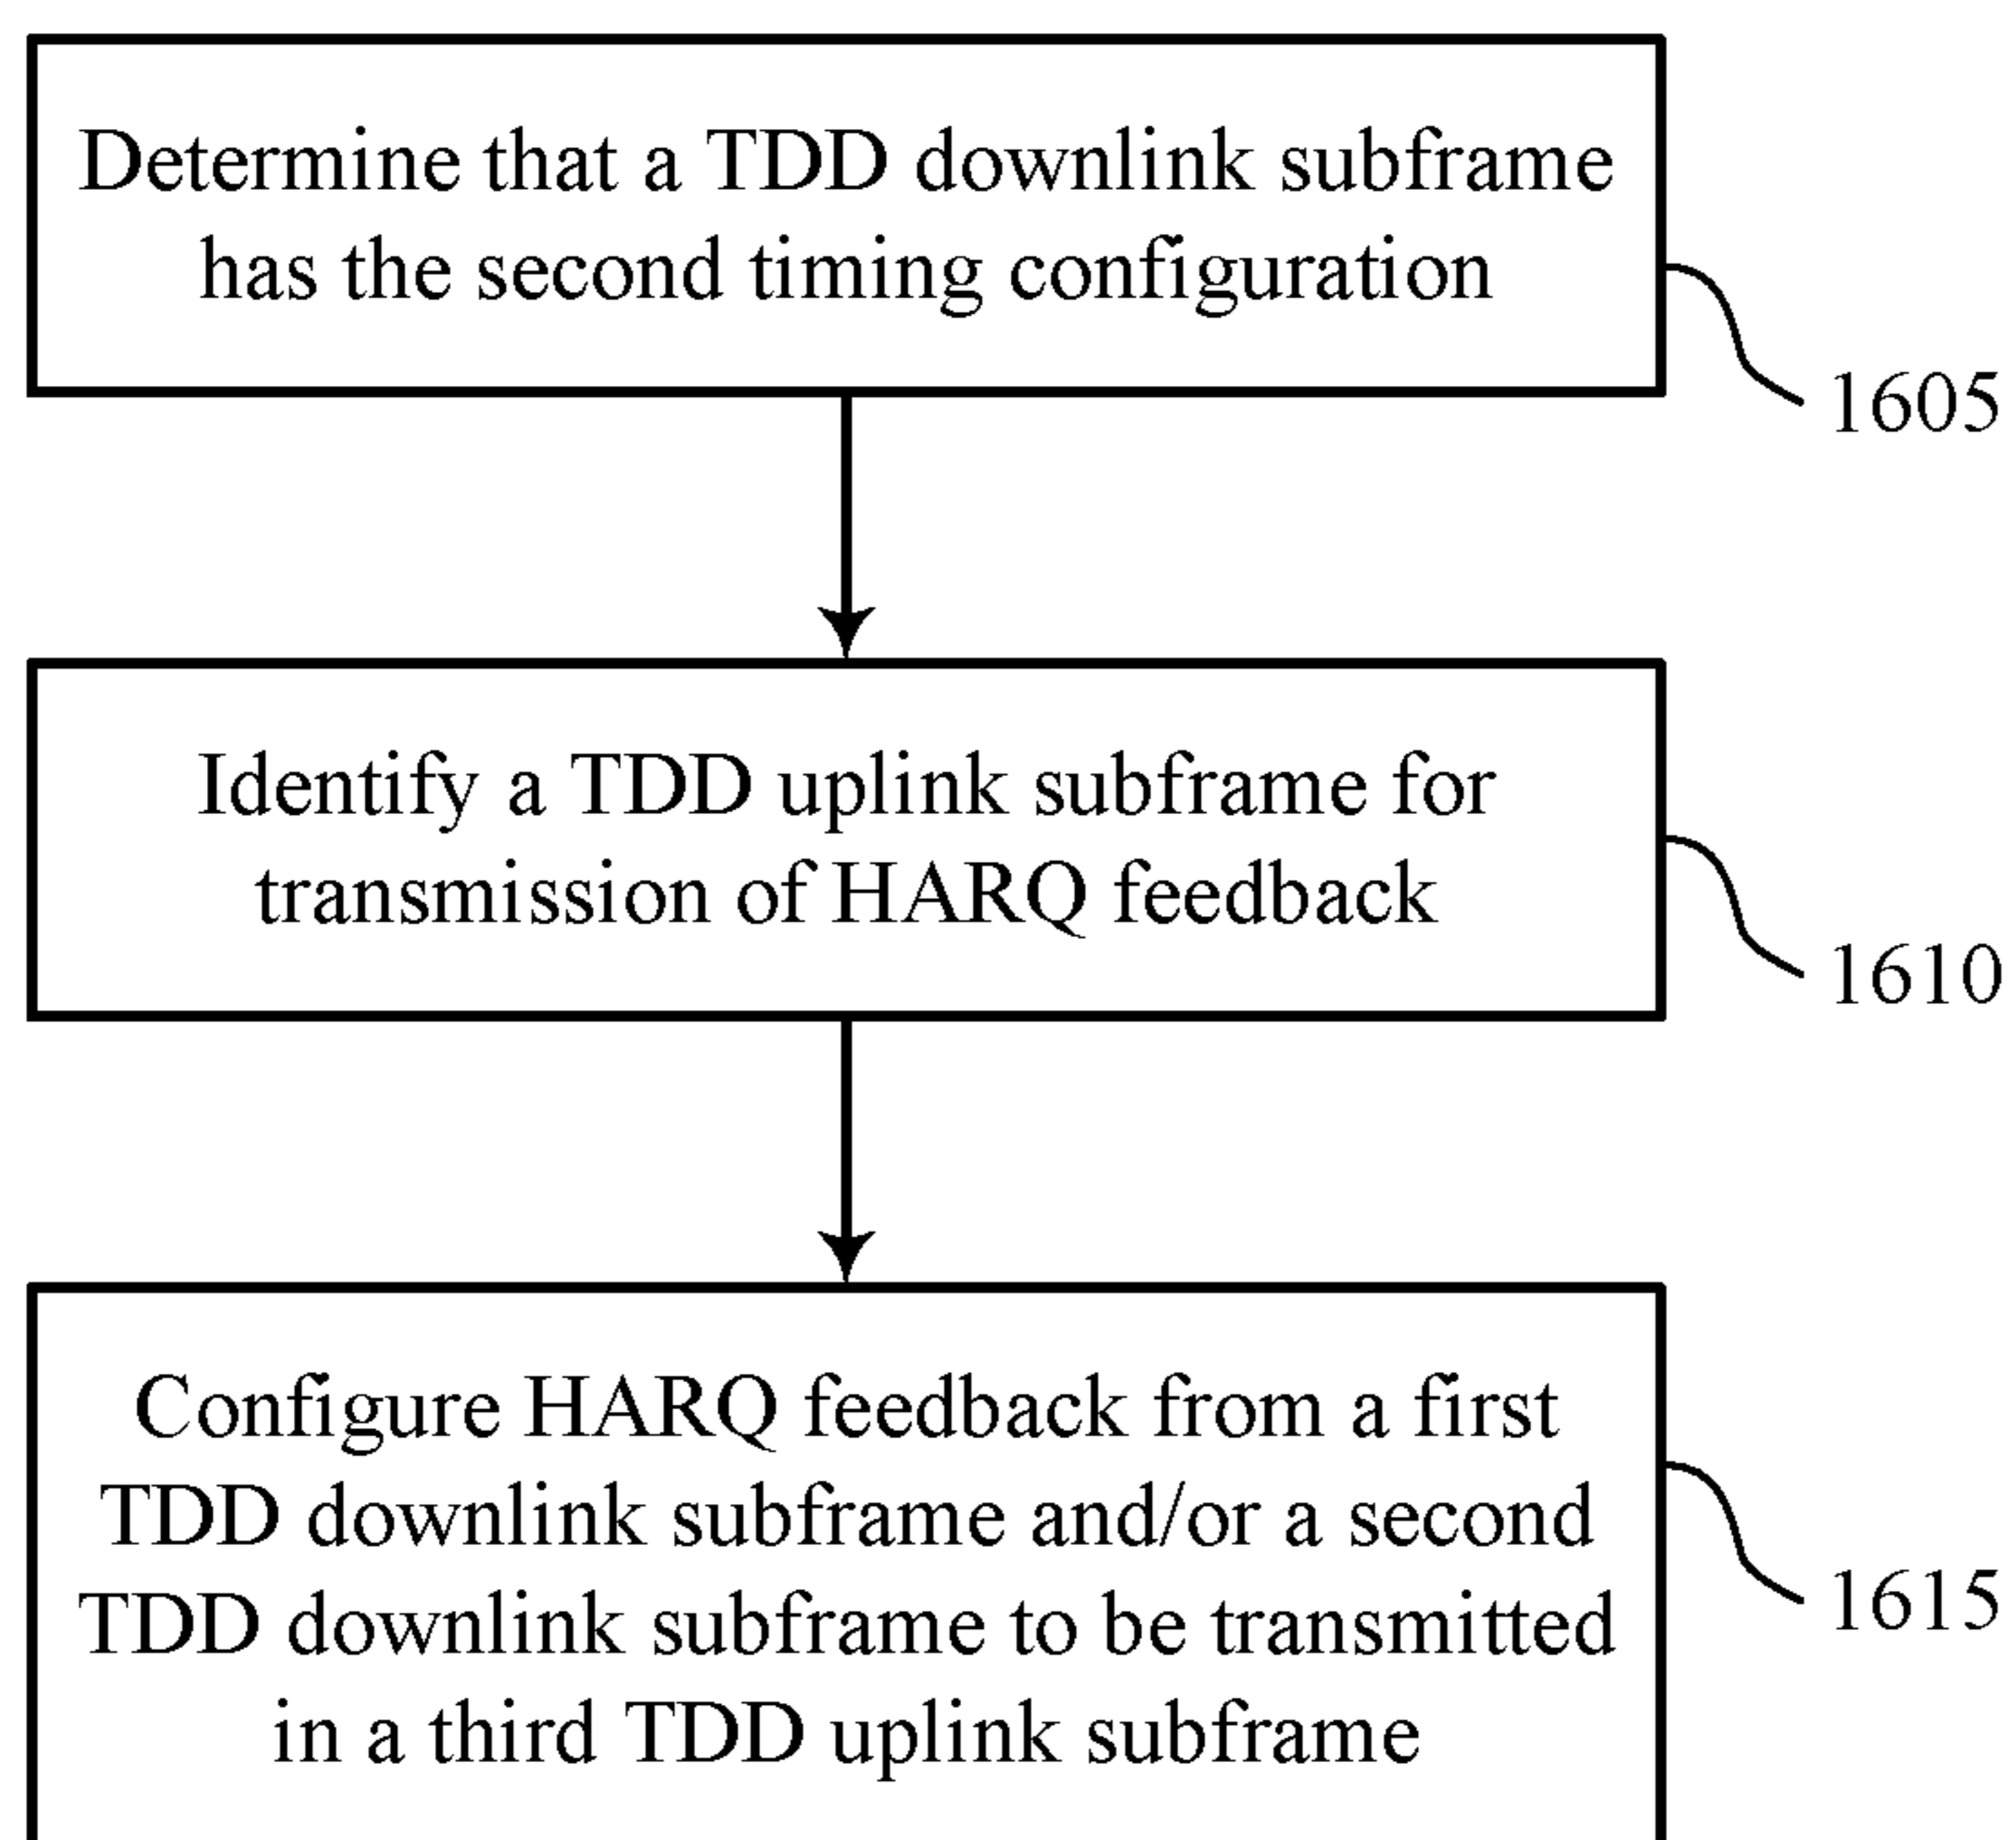 Determine that a TDD downlink subframe
has the second timing configuration
1605
Identify a TDD uplink subframe for
transmission of HARQ feedback
1610
Configure HARQ feedback from a first
TDD downlink subframe and/or a second
TDD downlink subframe to be transmitted
in a third TDD uplink subframe
1615